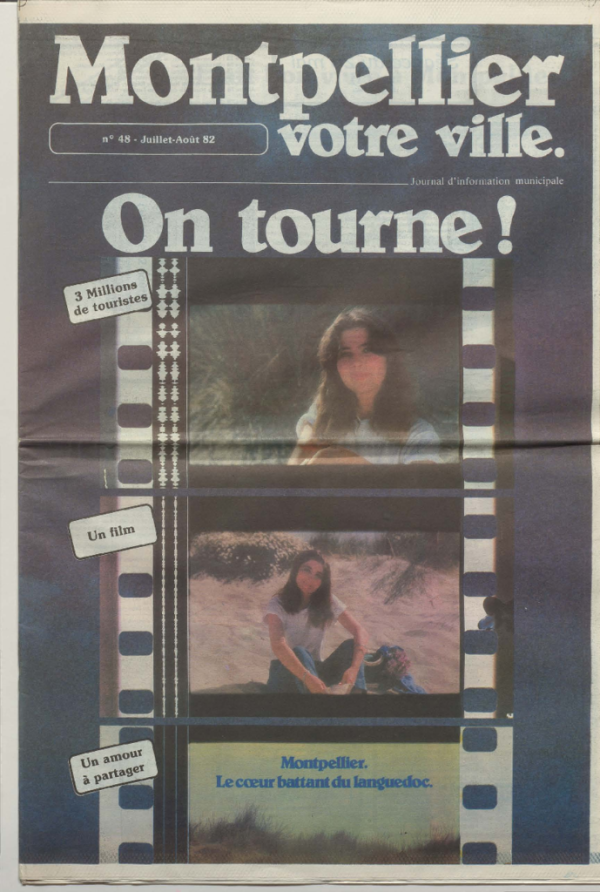 Montpellier
votre ville.
n° 48 - Juillet-Août 82
Journal d'information municipale
On tourne !
3 Millions
de touristes
Un film
Un amour
à partager
Montpellier.
Le cœur battant du languedoc.